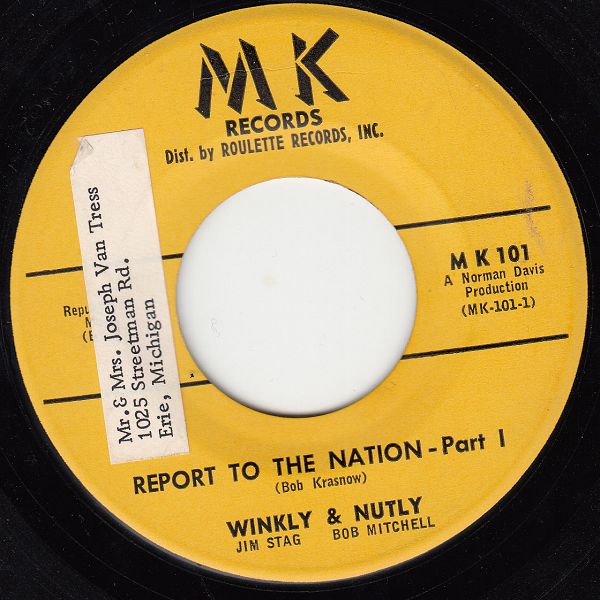 MK
RECORDS
Dist. by ROULETTE RECORDS, INC.
MK 101
A Norman Davis
Production
(MK-101-1)
Mr.& Mrs. Joseph Van Tress
1025 Streetman Rd.
Erie, Michigan
REPORT TO THE NATION - Part I
(Bob Krasnow)
WINKLY & NUTLY
JIM STAG BOB MITCHELL